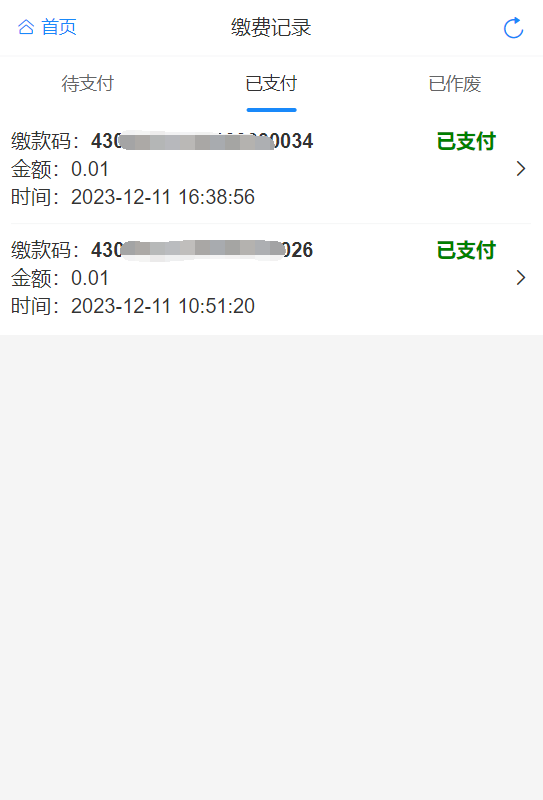 首页
缴费记录
待支付
已支付
已作废
缴款码：430 0034
已支付
金额：0.01
时间：2023-12-11 16:38:56
缴款码：430 026
已支付
金额：0.01
时间：2023-12-11 10:51:20